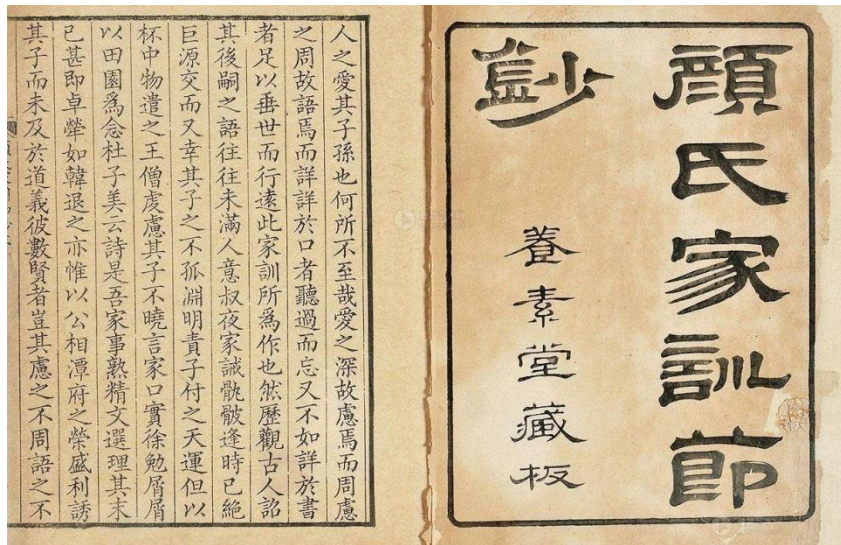 顏氏家訓節
鈔
養素堂藏板
人之愛其子孫也何所不至哉愛之深故慮焉而周慮
之周故語焉而詳詳於口者聽過而忘又不如詳於書
者足以垂世而行遠此家訓所爲作也然歷觀古人詔
其後嗣之語往往未滿人意叔夜家誡骫骳逢時已絕
巨源交而又幸其子之不孤淵明責子付之天運但以
杯中物遣之王僧虔慮其子不曉言家口實徐勉屑屑
以田園爲念杜子美云詩是吾家事熟精文選理其末
已甚即卓犖如韓退之亦惟以公相潭府之榮盛利誘
其子而未及於道義彼數賢者豈其慮之不周語之不